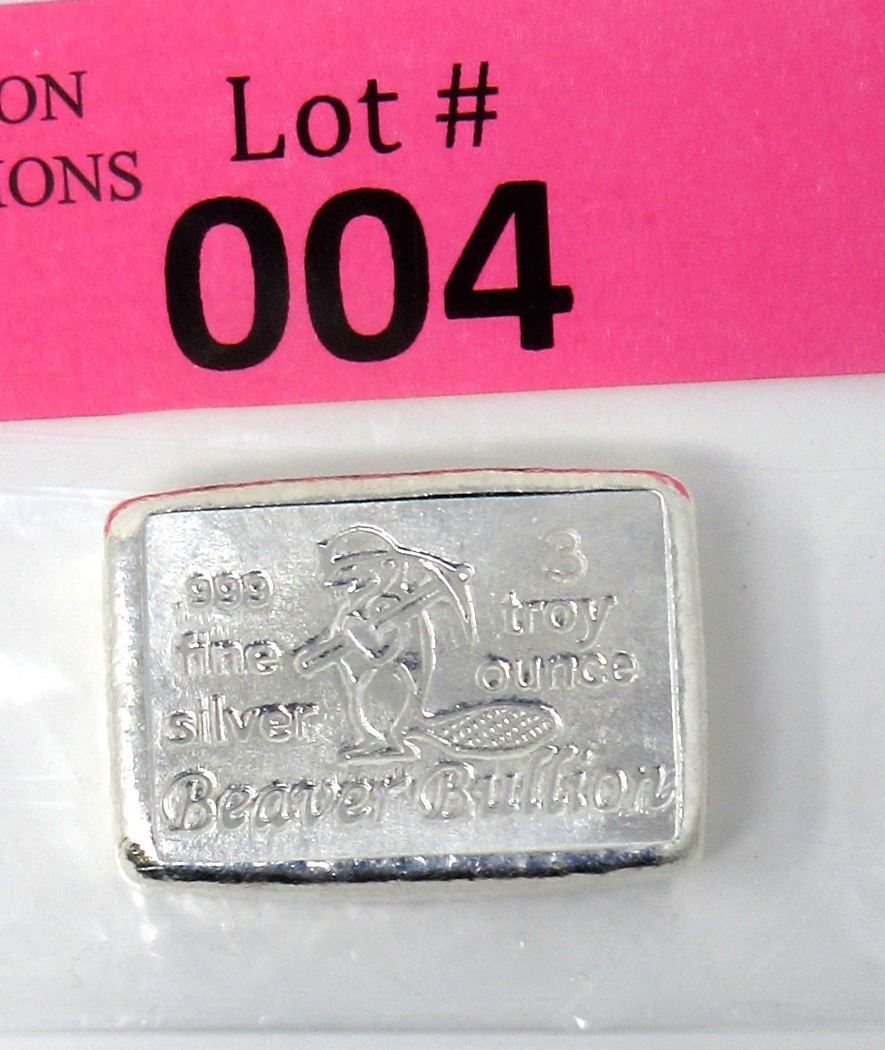 ON
IONS
Lot #
004
999
fine
silver
3
troy
ounce
Beaver Bullion